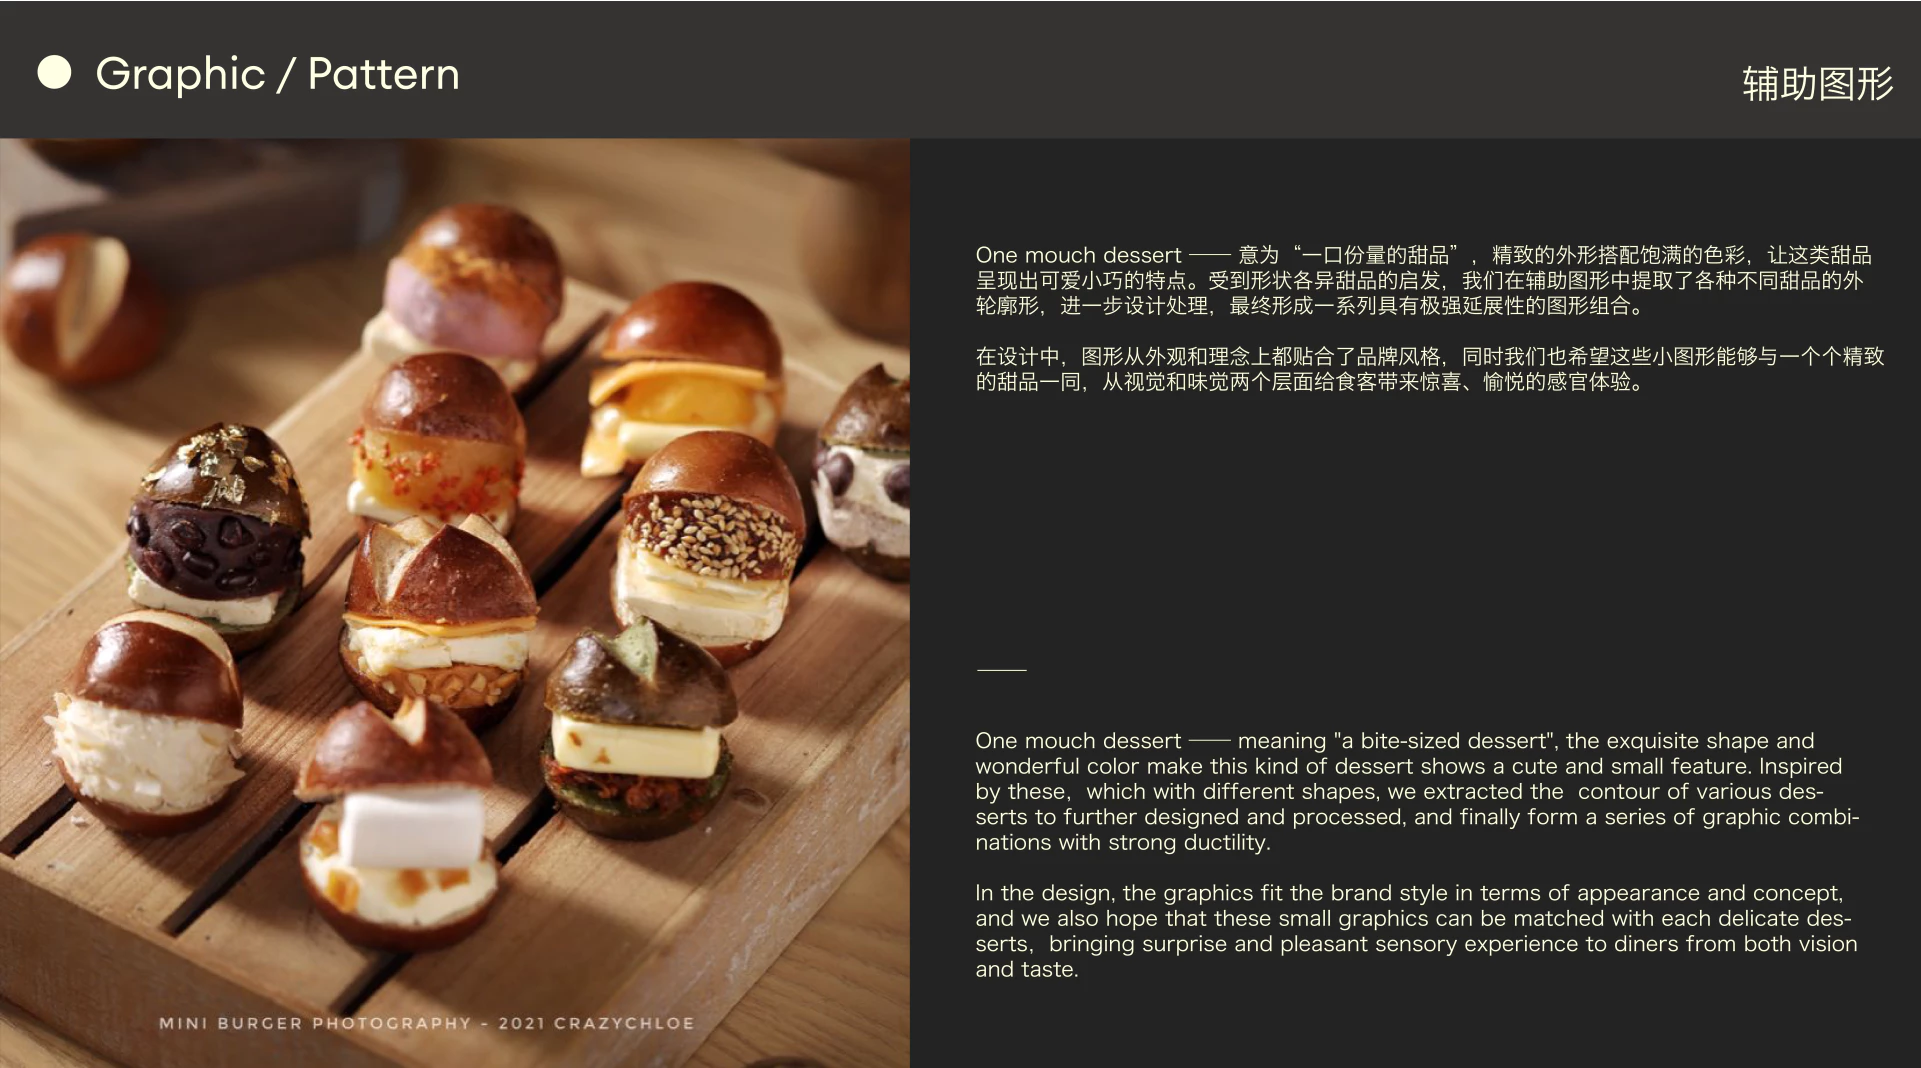 Graphic / Pattern
辅助图形
One mouch dessert —— 意为“一口份量的甜品”，精致的外形搭配饱满的色彩，让这类甜品
呈现出可爱小巧的特点。受到形状各异甜品的启发，我们在辅助图形中提取了各种不同甜品的外
轮廓形，进一步设计处理，最终形成一系列具有极强延展性的图形组合。
在设计中，图形从外观和理念上都贴合了品牌风格，同时我们也希望这些小图形能够与一个个精致
的甜品一同，从视觉和味觉两个层面给食客带来惊喜、愉悦的感官体验。
One mouch dessert —— meaning "a bite-sized dessert", the exquisite shape and
wonderful color make this kind of dessert shows a cute and small feature. Inspired
by these，which with different shapes, we extracted the  contour of various des-
serts to further designed and processed, and finally form a series of graphic combi-
nations with strong ductility.
In the design, the graphics fit the brand style in terms of appearance and concept,
and we also hope that these small graphics can be matched with each delicate des-
serts，bringing surprise and pleasant sensory experience to diners from both vision
and taste.
MINI BURGER PHOTOGRAPHY - 2021 CRAZYCHLOE